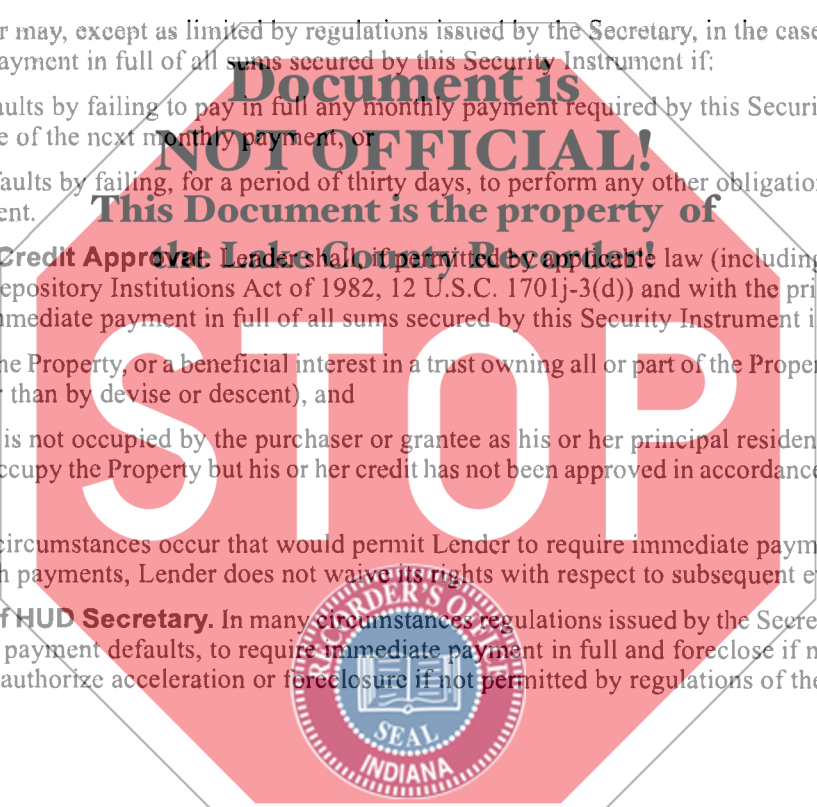 r may, except as limited by regulations issued by the Secretary, in the case
ayment in full of all sums secured by this Security Instrument if:
Document is
aults by failing to pay in full any monthly payment required by this Securi
e of the next monthly payment, or
NOT OFFICIAL!
faults by failing, for a period of thirty days, to perform any other obligation
ent.
This Document is the property of
the Lake County Recorder!
Credit Approval. Lender shall, if permitted by applicable law (including
epository Institutions Act of 1982, 12 U.S.C. 1701j-3(d)) and with the pri
mmediate payment in full of all sums secured by this Security Instrument i
he Property, or a beneficial interest in a trust owning all or part of the Proper
r than by devise or descent), and
STOP
is not occupied by the purchaser or grantee as his or her principal residen
ccupy the Property but his or her credit has not been approved in accordance
circumstances occur that would permit Lender to require immediate paym
h payments, Lender does not waive its rights with respect to subsequent e
f HUD Secretary. In many circumstances regulations issued by the Secre
payment defaults, to require immediate payment in full and foreclose if n
authorize acceleration or foreclosure if not permitted by regulations of the
RECORDER'S OFFICE
SEAL
INDIANA